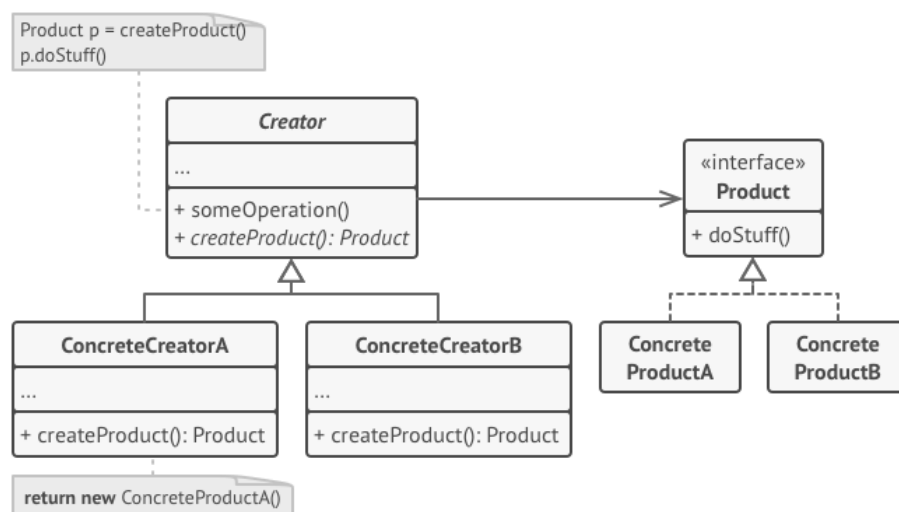 Product p = createProduct()
p.doStuff()
Creator
...
+ someOperation()
+ createProduct(): Product
«interface»
Product
+ doStuff()
ConcreteCreatorA
...
+ createProduct(): Product
ConcreteCreatorB
...
+ createProduct(): Product
Concrete
ProductA
Concrete
ProductB
return new ConcreteProductA()